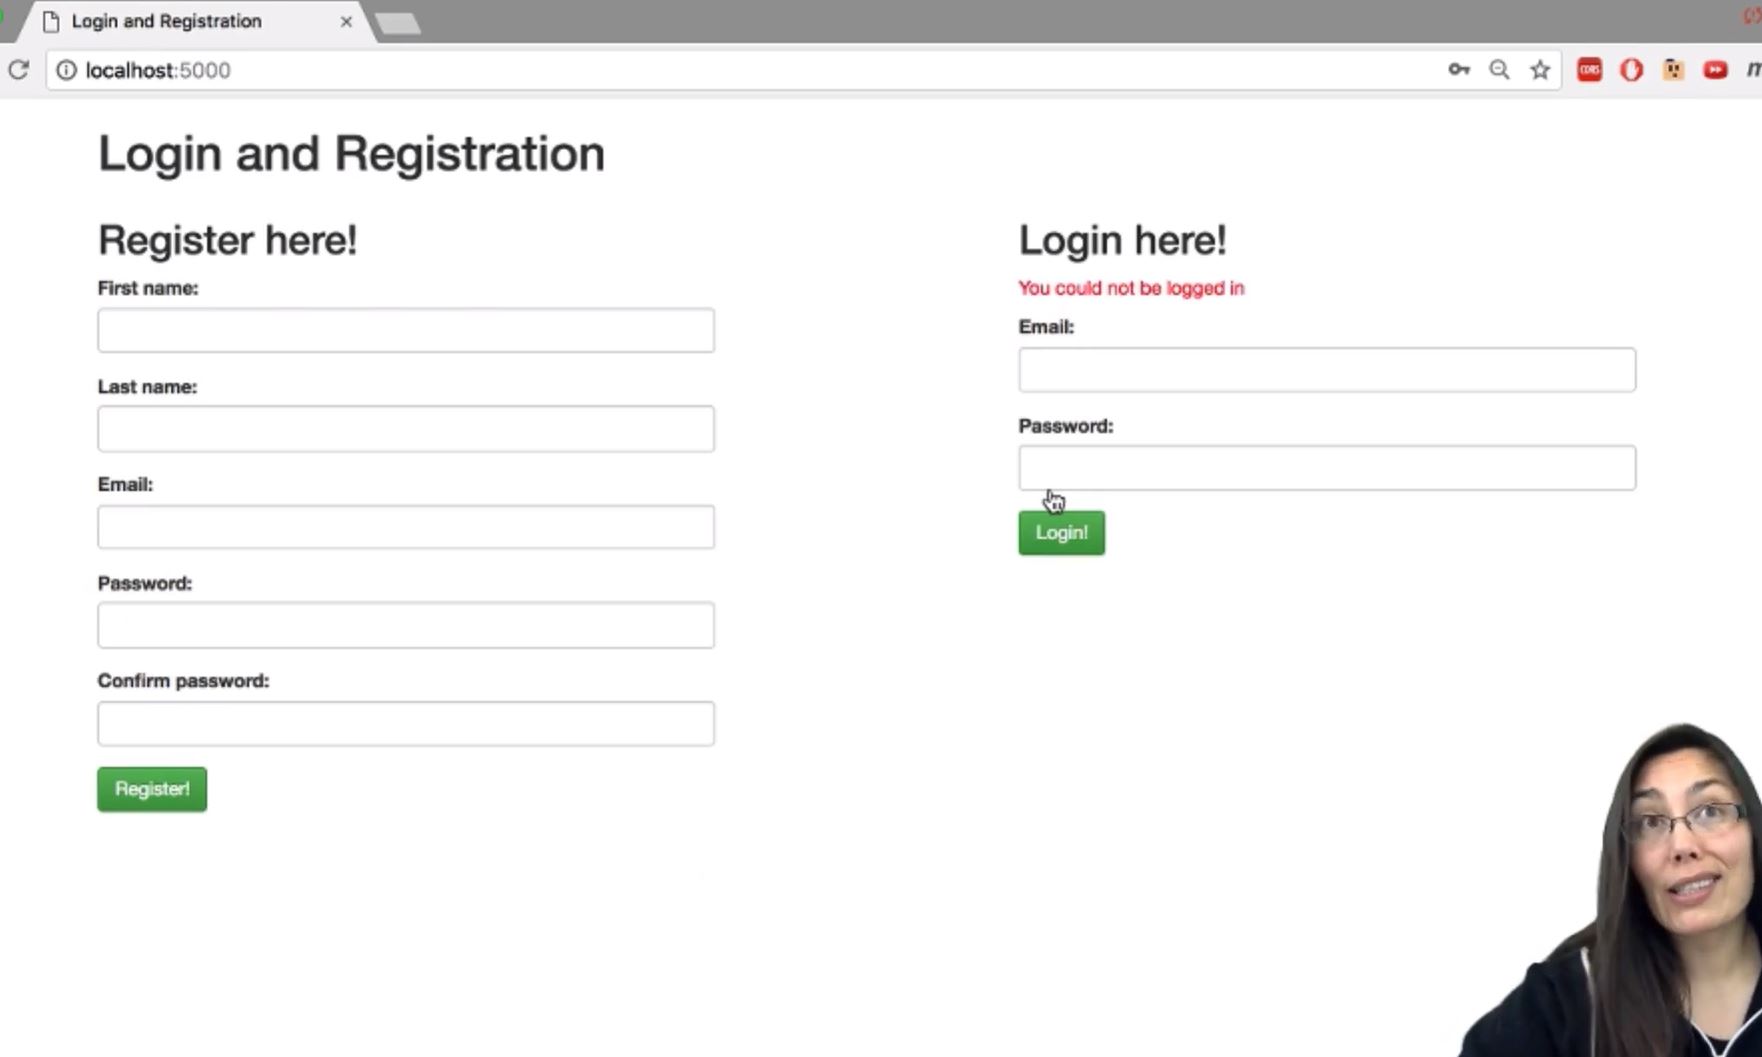 Login and Registration
localhost:5000
CORS
Login and Registration
Register here!
First name:
Last name:
Email:
Password:
Confirm password:
Register!
Login here!
You could not be logged in
Email:
Password:
Login!